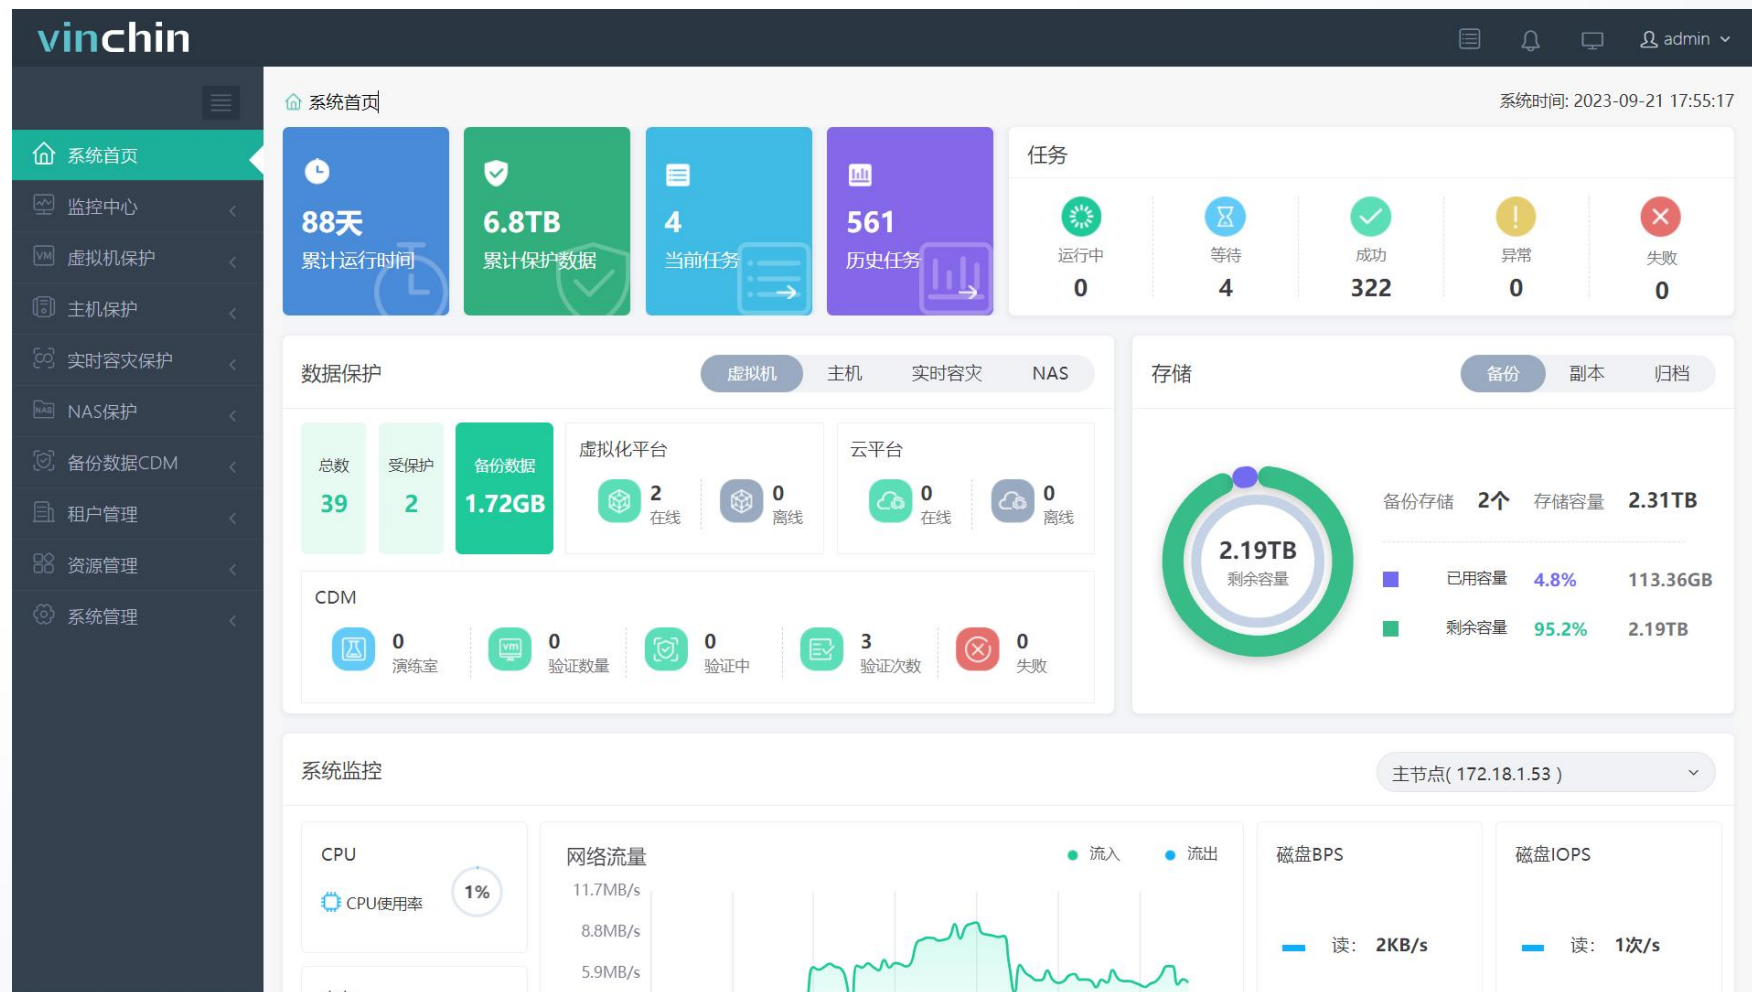 vinchin
admin
系统首页
系统时间: 2023-09-21 17:55:17
系统首页
监控中心
虚拟机保护
主机保护
实时容灾保护
NAS保护
备份数据CDM
租户管理
资源管理
系统管理
88天
累计运行时间
6.8TB
累计保护数据
4
当前任务
561
历史任务
任务
运行中
0
等待
4
成功
322
异常
0
失败
0
数据保护
虚拟机 主机 实时容灾 NAS
总数
39
受保护
2
备份数据
1.72GB
虚拟化平台
2
在线
0
离线
云平台
0
在线
0
离线
CDM
0
演练室
0
验证数量
0
验证中
3
验证次数
0
失败
存储
备份 副本 归档
2.19TB
剩余容量
备份存储 2个 存储容量 2.31TB
已用容量 4.8% 113.36GB
剩余容量 95.2% 2.19TB
系统监控
主节点( 172.18.1.53 )
CPU
CPU使用率
1%
网络流量
流入 流出
11.7MB/s
8.8MB/s
5.9MB/s
磁盘BPS
读: 2KB/s
磁盘IOPS
读: 1次/s